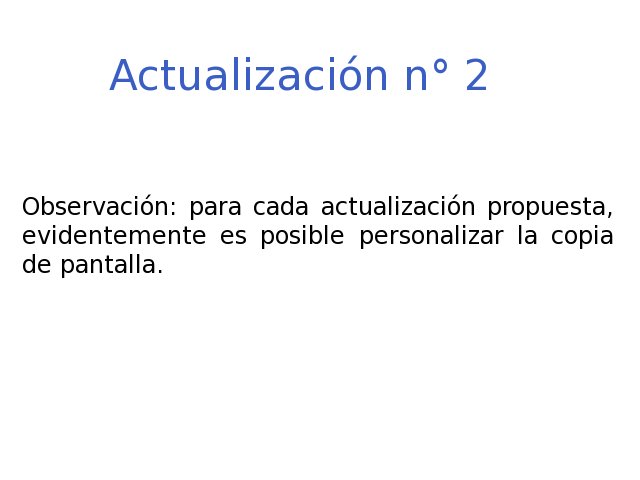 Actualización n° 2
Observación: para cada actualización propuesta,
evidentemente es posible personalizar la copia
de pantalla.